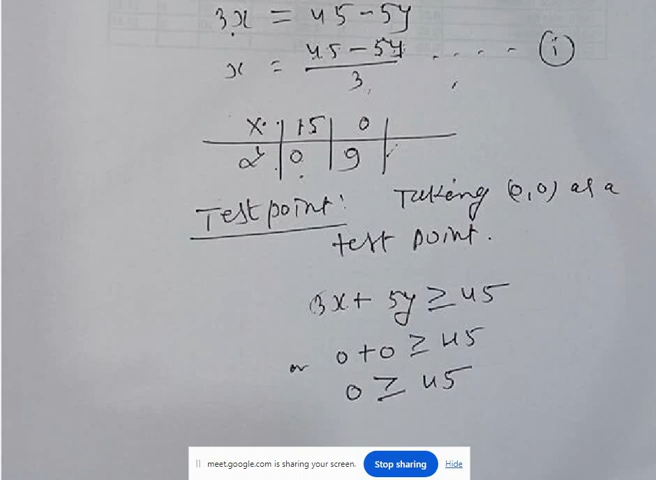 3x = 45 - 5y
x = 45 - 5y / 3 ..... (i)
x | 15 | 0
y | 0 | 9
Test point: Taking (0,0) as a
test point.
3x + 5y ≥ 45
or 0 + 0 ≥ 45
0 ≥ 45
meet.google.com is sharing your screen. Stop sharing Hide